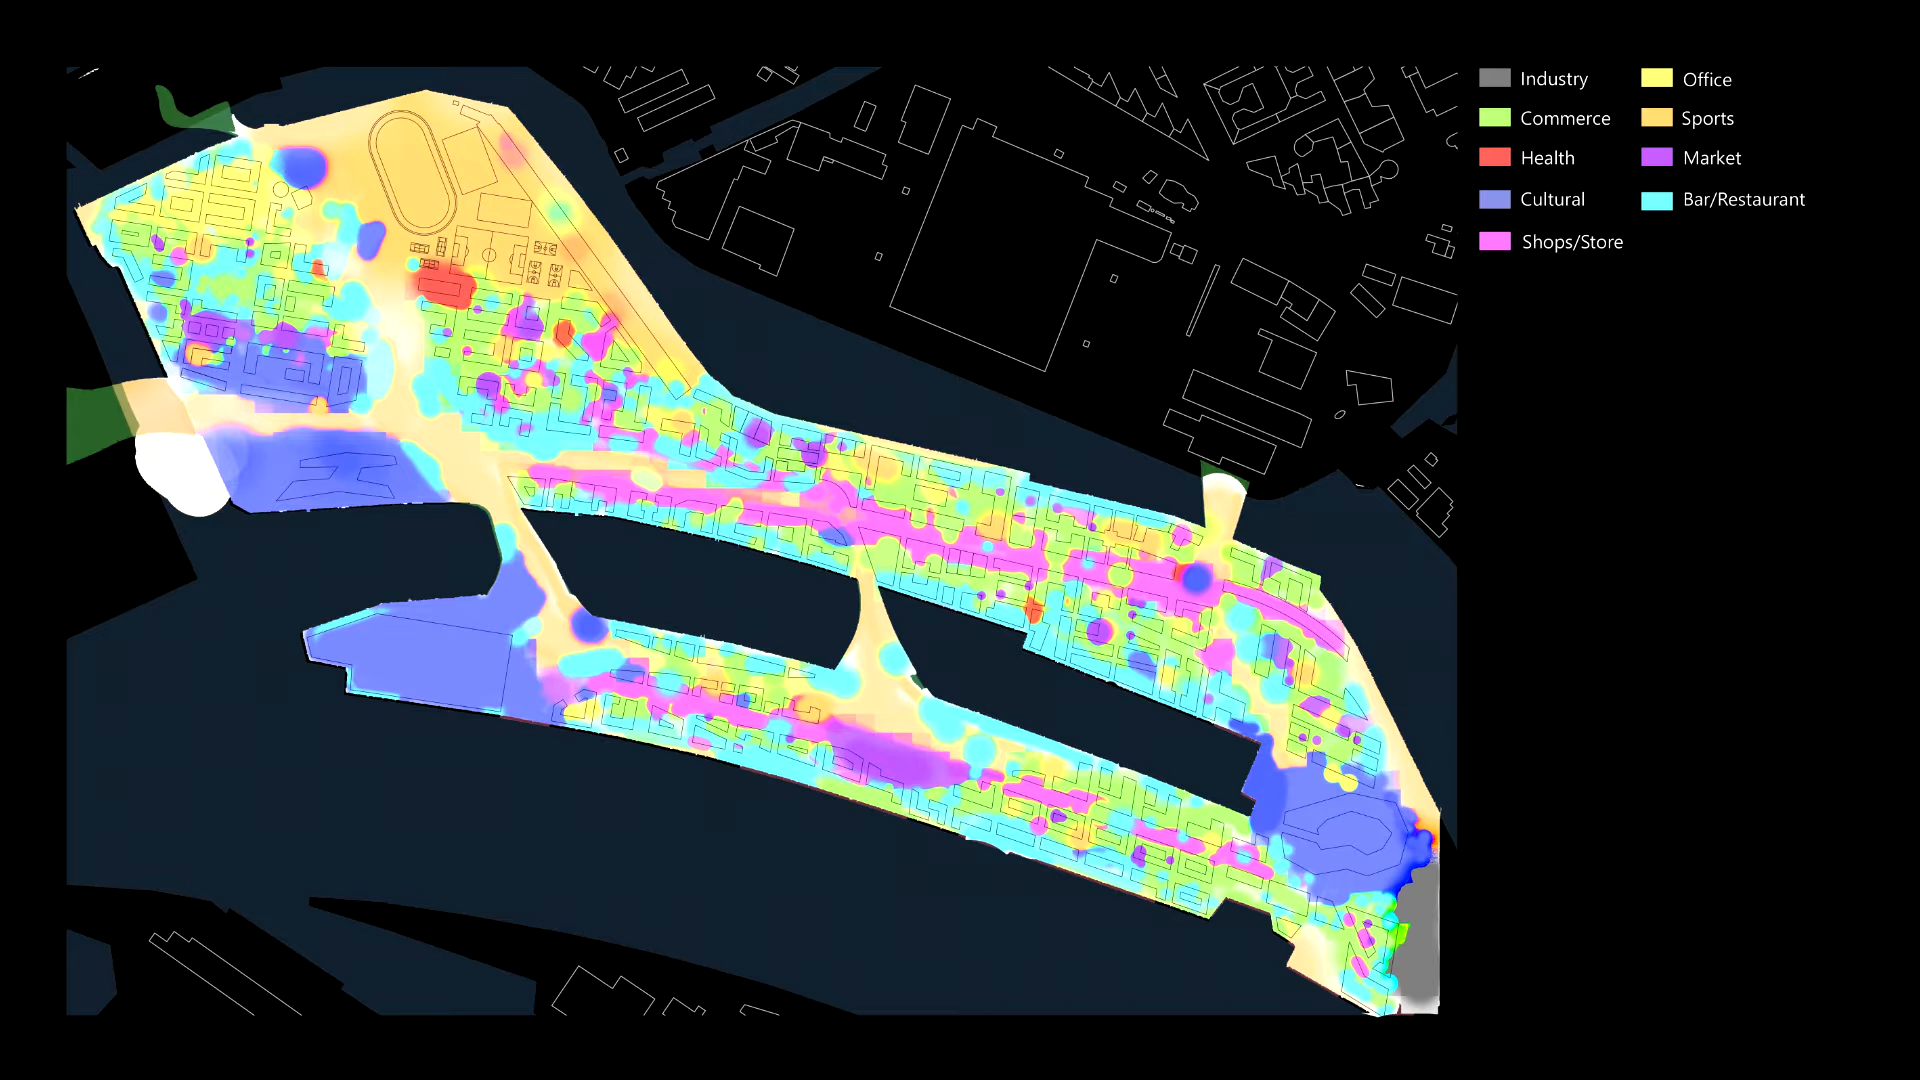 Industry
Office
Commerce
Sports
Health
Market
Cultural
Bar/Restaurant
Shops/Store